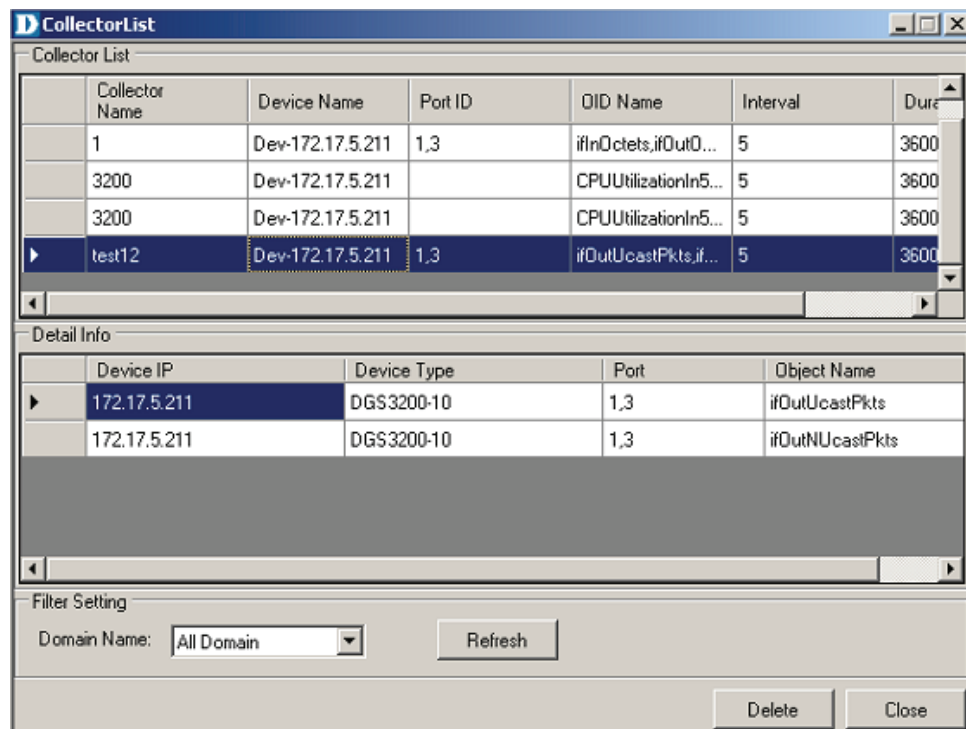 CollectorList
Collector List
Collector Name Device Name Port ID OID Name Interval Dura
1 Dev-172.17.5.211 1,3 ifInOctets,ifOutO... 5 3600
3200 Dev-172.17.5.211 CPUUtilizationIn5... 5 3600
3200 Dev-172.17.5.211 CPUUtilizationIn5... 5 3600
test12 Dev-172.17.5.211 1,3 ifOutUcastPkts,if... 5 3600
Detail Info
Device IP Device Type Port Object Name
172.17.5.211 DGS3200-10 1,3 ifOutUcastPkts
172.17.5.211 DGS3200-10 1,3 ifOutNUcastPkts
Filter Setting
Domain Name: All Domain Refresh
Delete Close